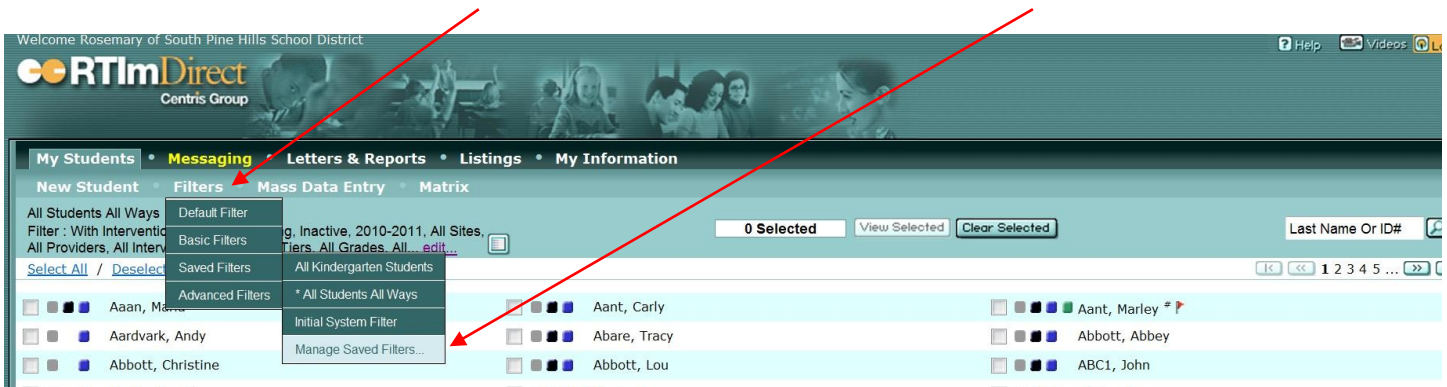 Welcome Rosemary of South Pine Hills School District
Help Videos
RTImDirect
Centris Group
My Students • Messaging • Letters & Reports • Listings • My Information
New Student • Filters • Mass Data Entry • Matrix
All Students All Ways
Default Filter
Filter : With Interventio g, Inactive, 2010-2011, All Sites,
0 Selected View Selected Clear Selected Last Name Or ID#
Basic Filters
All Providers, All Interv Tiers, All Grades, All... edit...
Select All / Deselect
Saved Filters
All Kindergarten Students
1 2 3 4 5 ...
Advanced Filters
* All Students All Ways
Initial System Filter
Manage Saved Filters...
Aaan, Ma Aant, Carly Aant, Marley #
Aardvark, Andy Abare, Tracy Abbott, Abbey
Abbott, Christine Abbott, Lou ABC1, John